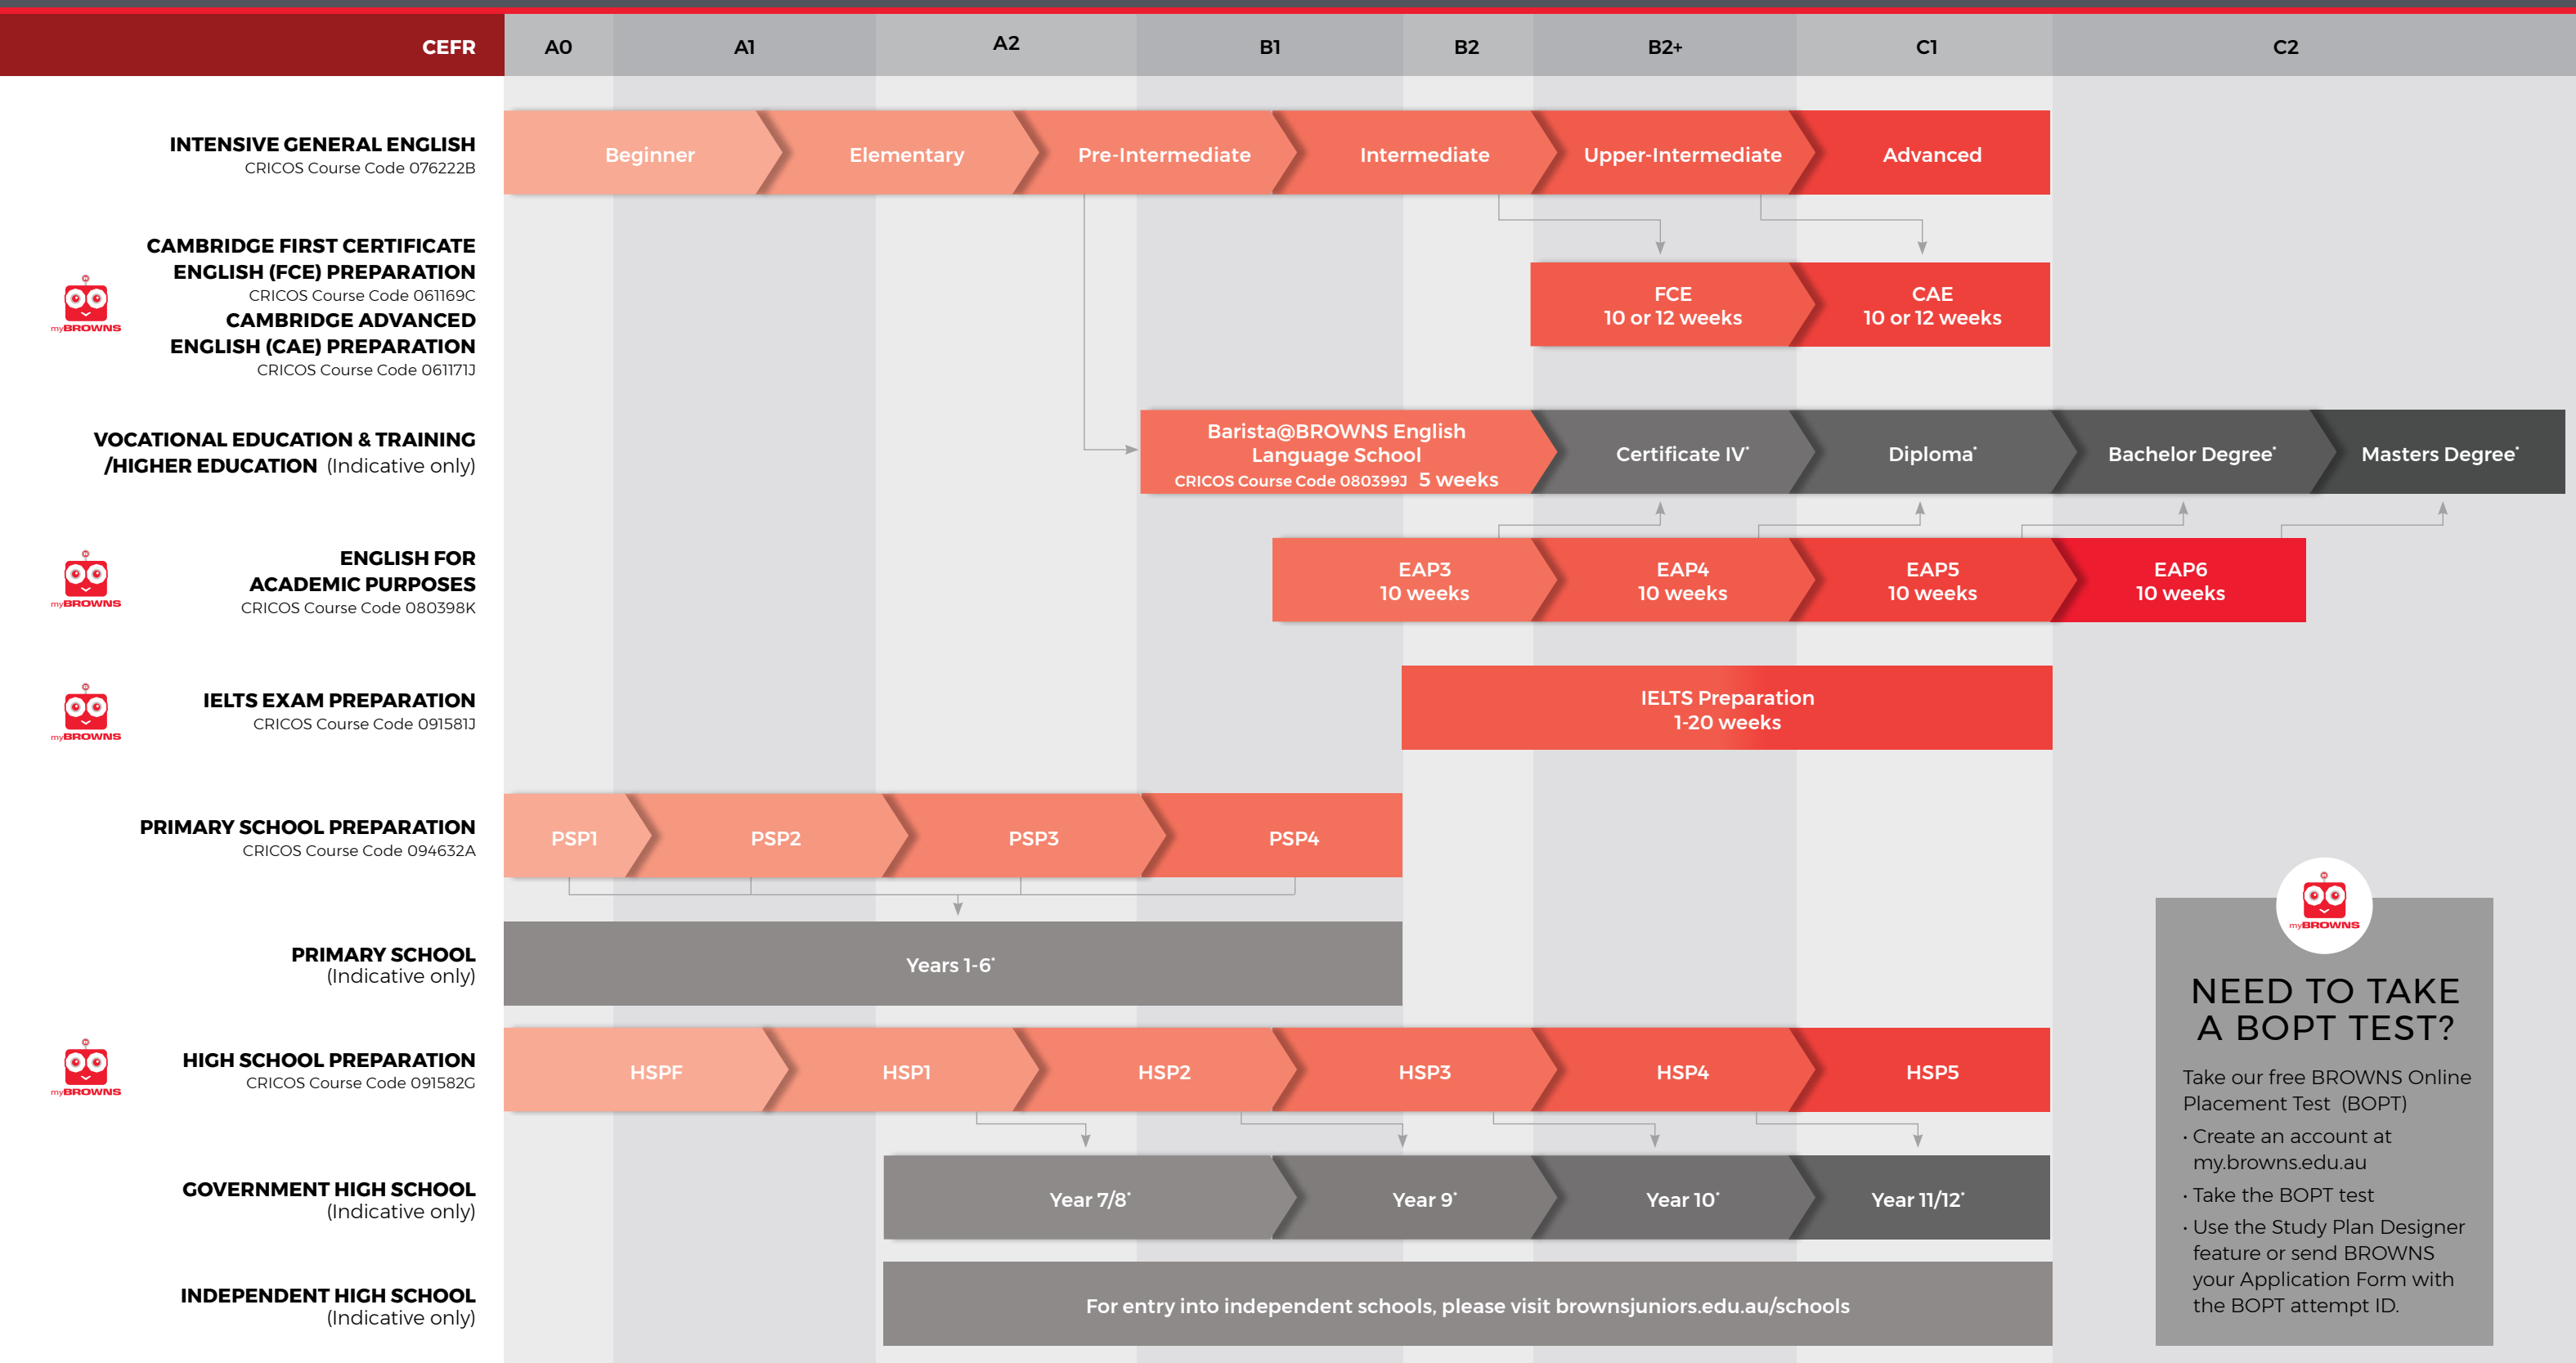 CEFR A0 A1 A2 B1 B2 B2+ C1 C2
INTENSIVE GENERAL ENGLISH
CRICOS Course Code 076222B
Beginner Elementary Pre-Intermediate Intermediate Upper-Intermediate Advanced
CAMBRIDGE FIRST CERTIFICATE
ENGLISH (FCE) PREPARATION
CRICOS Course Code 061169C
CAMBRIDGE ADVANCED
ENGLISH (CAE) PREPARATION
CRICOS Course Code 061171J
myBROWNS
FCE
10 or 12 weeks
CAE
10 or 12 weeks
VOCATIONAL EDUCATION & TRAINING
/HIGHER EDUCATION (Indicative only)
Barista@BROWNS English
Language School
CRICOS Course Code 080399J 5 weeks
Certificate IV*
Diploma*
Bachelor Degree*
Masters Degree*
myBROWNS
ENGLISH FOR
ACADEMIC PURPOSES
CRICOS Course Code 080398K
EAP3
10 weeks
EAP4
10 weeks
EAP5
10 weeks
EAP6
10 weeks
myBROWNS
IELTS EXAM PREPARATION
CRICOS Course Code 091581J
IELTS Preparation
1-20 weeks
PRIMARY SCHOOL PREPARATION
CRICOS Course Code 094632A
PSP1 PSP2 PSP3 PSP4
PRIMARY SCHOOL
(Indicative only)
Years 1-6*
myBROWNS
HIGH SCHOOL PREPARATION
CRICOS Course Code 091582G
HSPF HSP1 HSP2 HSP3 HSP4 HSP5
GOVERNMENT HIGH SCHOOL
(Indicative only)
Year 7/8* Year 9* Year 10* Year 11/12*
INDEPENDENT HIGH SCHOOL
(Indicative only)
For entry into independent schools, please visit brownsjuniors.edu.au/schools
myBROWNS
NEED TO TAKE
A BOPT TEST?
Take our free BROWNS Online
Placement Test (BOPT)
· Create an account at
my.browns.edu.au
· Take the BOPT test
· Use the Study Plan Designer
feature or send BROWNS
your Application Form with
the BOPT attempt ID.